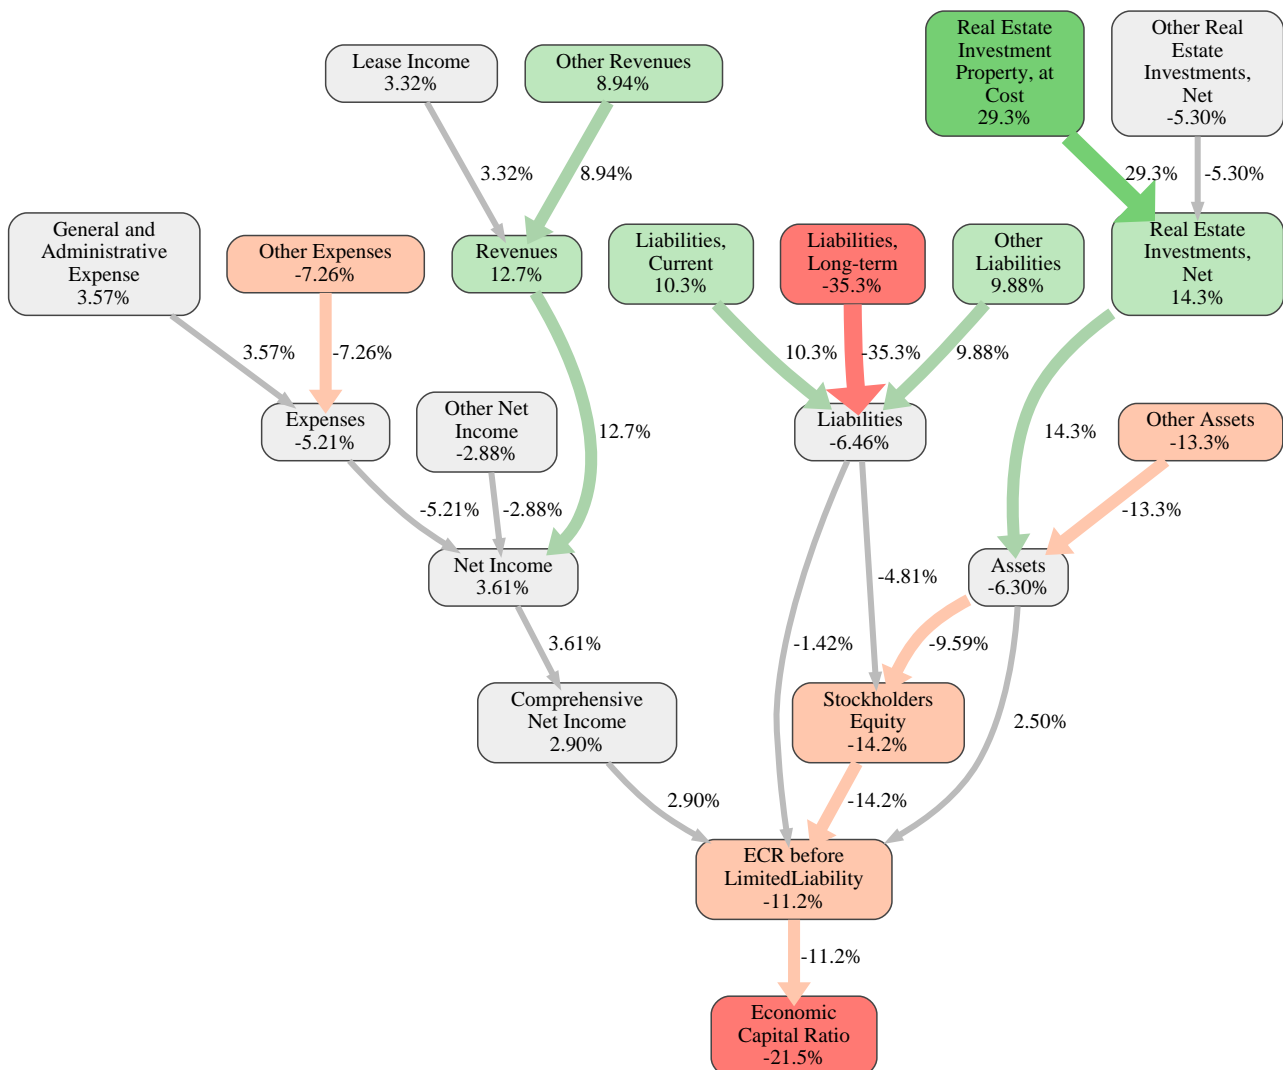 Real Estate
Investment
Property, at
Cost
29.3%
Other Real
Estate
Investments,
Net
-5.30%
Lease Income
3.32%
Other Revenues
8.94%
3.32%
8.94%
29.3%
-5.30%
General and
Administrative
Expense
3.57%
Other Expenses
-7.26%
Revenues
12.7%
Liabilities,
Current
10.3%
Liabilities,
Long-term
-35.3%
Other
Liabilities
9.88%
Real Estate
Investments,
Net
14.3%
3.57%
-7.26%
10.3%
-35.3%
9.88%
Expenses
-5.21%
Other Net
Income
-2.88%
12.7%
Liabilities
-6.46%
14.3%
Other Assets
-13.3%
-5.21%
-2.88%
-13.3%
Net Income
3.61%
-4.81%
Assets
-6.30%
3.61%
-1.42%
-9.59%
Comprehensive
Net Income
2.90%
Stockholders
Equity
-14.2%
2.50%
2.90%
-14.2%
ECR before
LimitedLiability
-11.2%
-11.2%
Economic
Capital Ratio
-21.5%